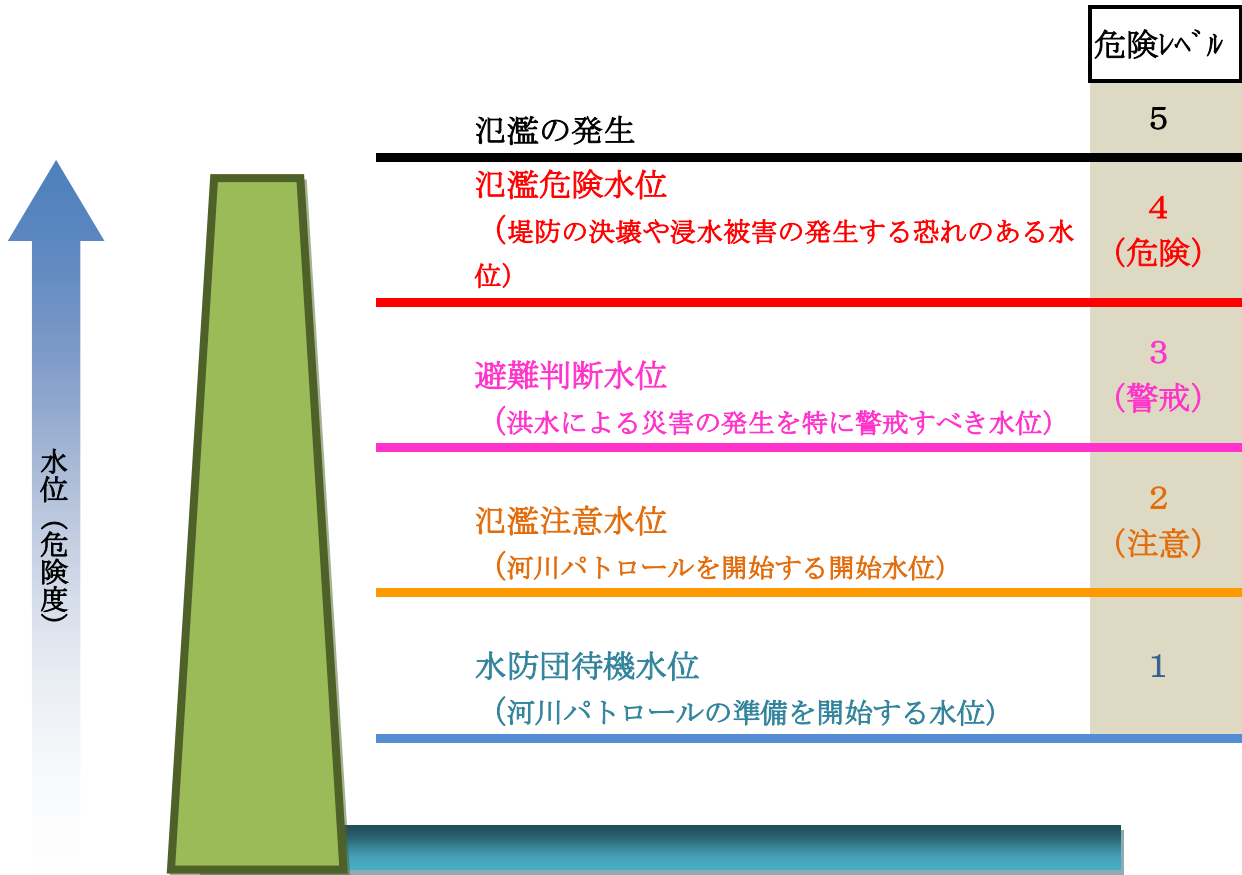 危険ﾚﾍﾞﾙ
氾濫の発生
5
氾濫危険水位
（堤防の決壊や浸水被害の発生する恐れのある水
位）
4
（危険）
避難判断水位
（洪水による災害の発生を特に警戒すべき水位）
3
（警戒）
氾濫注意水位
（河川パトロールを開始する開始水位）
2
（注意）
水防団待機水位
（河川パトロールの準備を開始する水位）
1
水位（危険度）